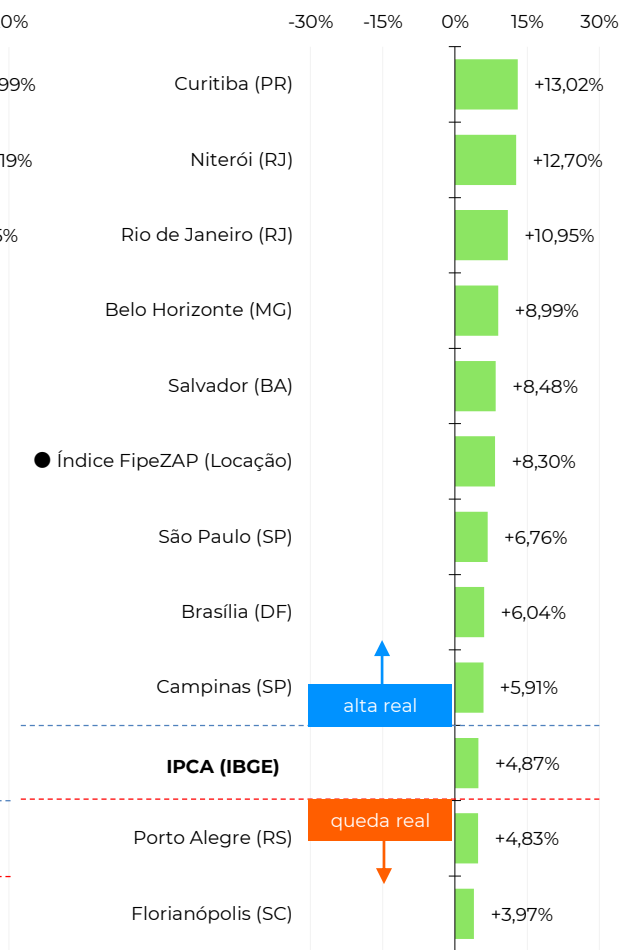 0% -30% -15% 0% 15% 30%
99% Curitiba (PR) +13,02%
19% Niterói (RJ) +12,70%
% Rio de Janeiro (RJ) +10,95%
Belo Horizonte (MG) +8,99%
Salvador (BA) +8,48%
● Índice FipeZAP (Locação) +8,30%
São Paulo (SP) +6,76%
Brasília (DF) +6,04%
Campinas (SP) +5,91%
alta real
IPCA (IBGE) +4,87%
queda real
Porto Alegre (RS) +4,83%
Florianópolis (SC) +3,97%